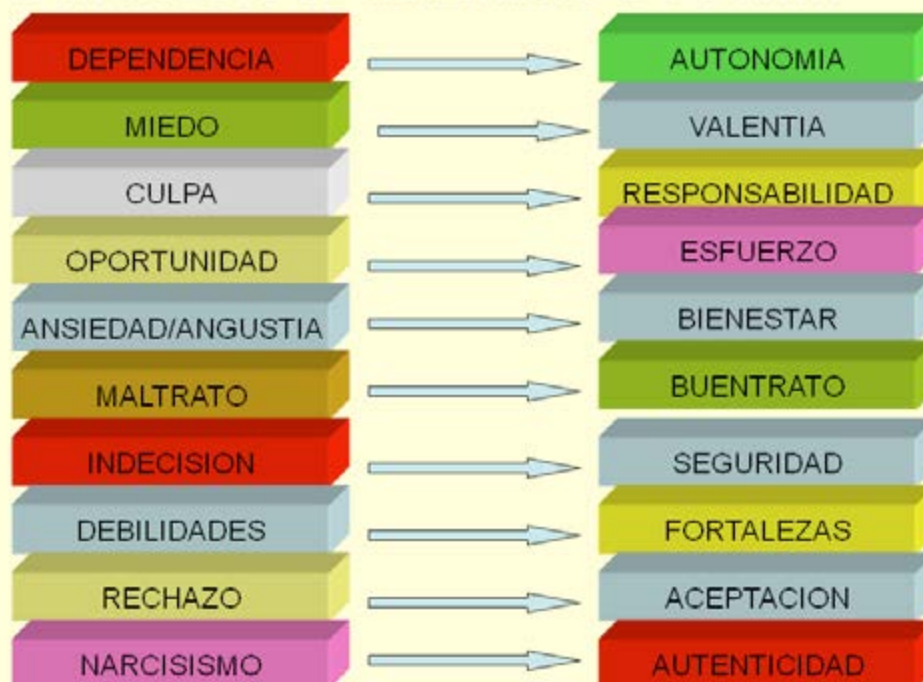 DEPENDENCIA AUTONOMIA
MIEDO VALENTIA
CULPA RESPONSABILIDAD
OPORTUNIDAD ESFUERZO
ANSIEDAD/ANGUSTIA BIENESTAR
MALTRATO BUENTRATO
INDECISION SEGURIDAD
DEBILIDADES FORTALEZAS
RECHAZO ACEPTACION
NARCISISMO AUTENTICIDAD